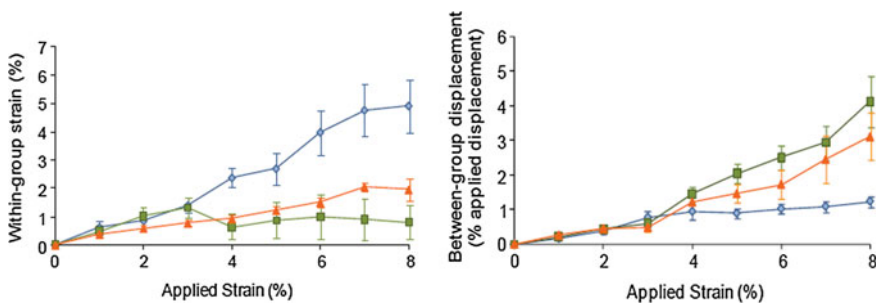 Within-group strain (%)
7
6
5
4
3
2
1
0
0 2 4 6 8
Applied Strain (%)
Between-group displacement
(% applied displacement)
6
5
4
3
2
1
0
0 2 4 6 8
Applied Strain (%)